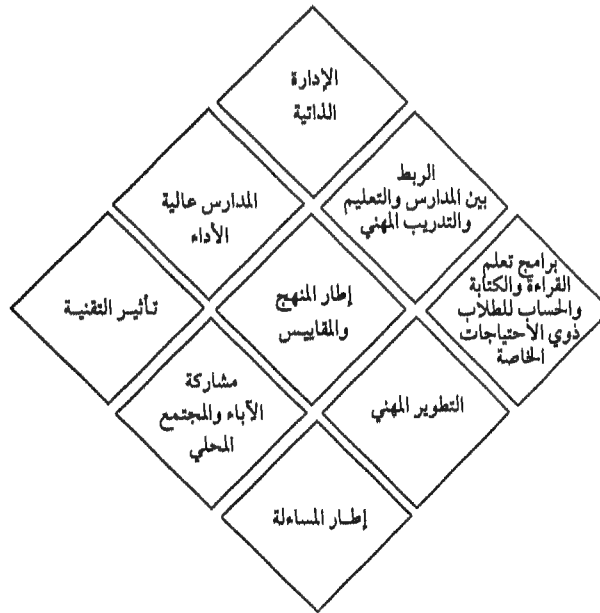 الإدارة
الذاتية
الربط
بين المدارس والتعليم
والتدريب المهني
المدارس عالية
الأداء
برامج تعلم
القراءة والكتابة
والحساب للطلاب
ذوي الاحتياجات
الخاصة
إطار المنهج
والمقاييس
تأثير التقنية
التطوير المهني
مشاركة
الآباء والمجتمع
المحلي
إطار المساءلة